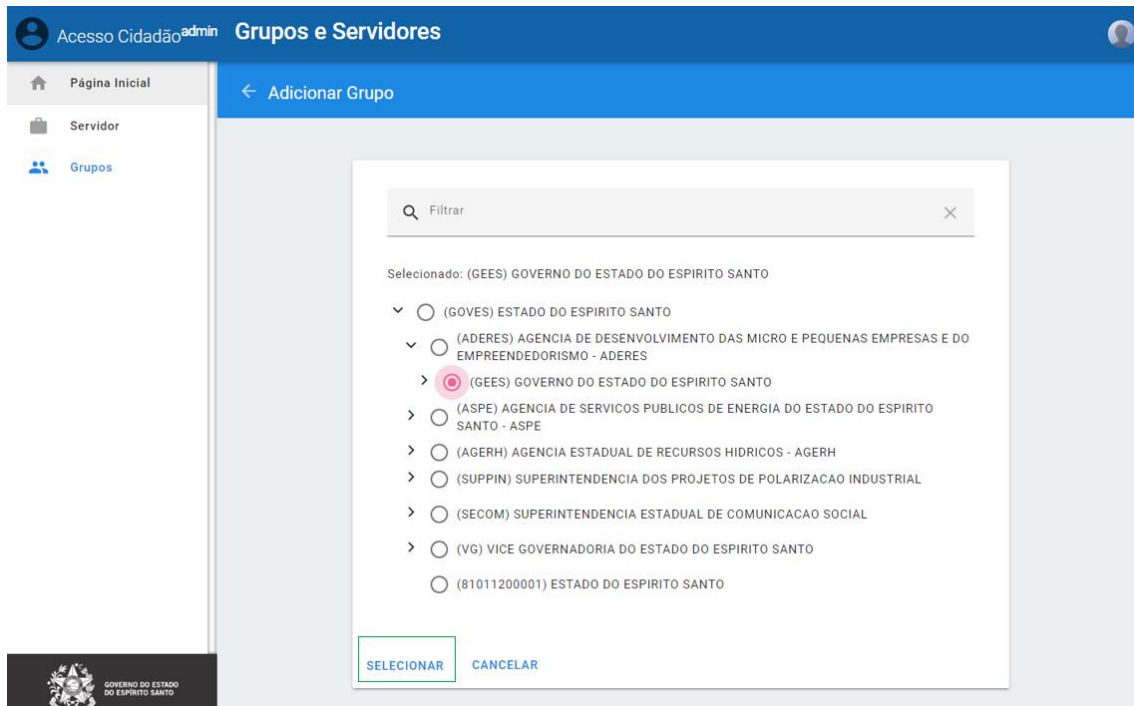 Acesso Cidadãoadmin
Grupos e Servidores
Página Inicial
Servidor
Grupos
Adicionar Grupo
Filtrar
Selecionado: (GEES) GOVERNO DO ESTADO DO ESPIRITO SANTO
(GOVES) ESTADO DO ESPIRITO SANTO
(ADERES) AGENCIA DE DESENVOLVIMENTO DAS MICRO E PEQUENAS EMPRESAS E DO
EMPREENDEDORISMO - ADERES
(GEES) GOVERNO DO ESTADO DO ESPIRITO SANTO
(ASPE) AGENCIA DE SERVICOS PUBLICOS DE ENERGIA DO ESTADO DO ESPIRITO
SANTO - ASPE
(AGERH) AGENCIA ESTADUAL DE RECURSOS HIDRICOS - AGERH
(SUPPIN) SUPERINTENDENCIA DOS PROJETOS DE POLARIZACAO INDUSTRIAL
(SECOM) SUPERINTENDENCIA ESTADUAL DE COMUNICACAO SOCIAL
(VG) VICE GOVERNADORIA DO ESTADO DO ESPIRITO SANTO
(81011200001) ESTADO DO ESPIRITO SANTO
SELECIONAR
CANCELAR
GOVERNO DO ESTADO
DO ESPÍRITO SANTO